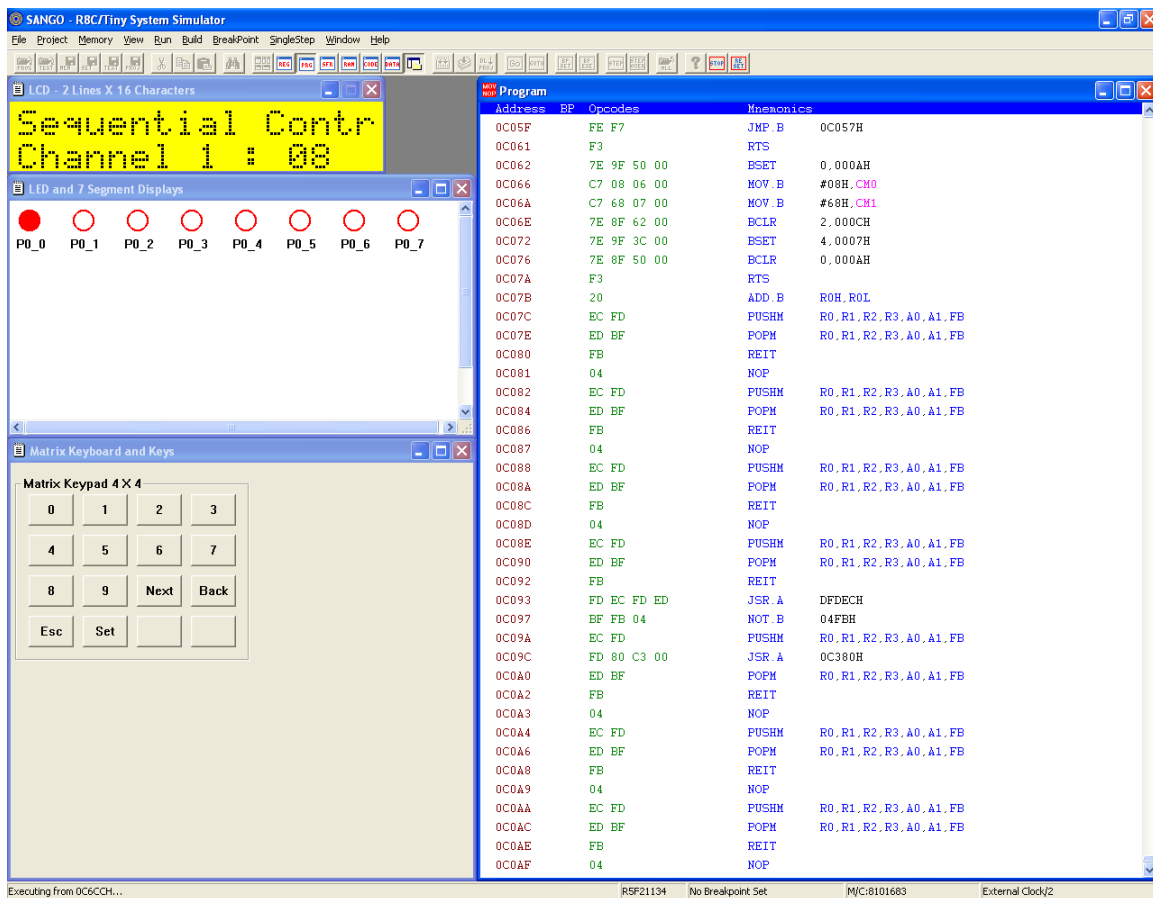 SANGO - R8C/Tiny System Simulator
File Project Memory View Run Build BreakPoint SingleStep Window Help
REG PRG SFR RAM CODE DATA Go GOTO STEP STOP RE SET
LCD - 2 Lines X 16 Characters
Sequential Contr
Channel 1 : 08
LED and 7 Segment Displays
P0_0 P0_1 P0_2 P0_3 P0_4 P0_5 P0_6 P0_7
Matrix Keyboard and Keys
Matrix Keypad 4 X 4
0 1 2 3
4 5 6 7
8 9 Next Back
Esc Set
MOV NOP Program
Address BP Opcodes Mnemonics
0C05F FE F7 JMP.B 0C057H
0C061 F3 RTS
0C062 7E 9F 50 00 BSET 0,000AH
0C066 C7 08 06 00 MOV.B #08H,CM0
0C06A C7 68 07 00 MOV.B #68H,CM1
0C06E 7E 8F 62 00 BCLR 2,000CH
0C072 7E 9F 3C 00 BSET 4,0007H
0C076 7E 8F 50 00 BCLR 0,000AH
0C07A F3 RTS
0C07B 20 ADD.B R0H,R0L
0C07C EC FD PUSHM R0,R1,R2,R3,A0,A1,FB
0C07E ED BF POPM R0,R1,R2,R3,A0,A1,FB
0C080 FB REIT
0C081 04 NOP
0C082 EC FD PUSHM R0,R1,R2,R3,A0,A1,FB
0C084 ED BF POPM R0,R1,R2,R3,A0,A1,FB
0C086 FB REIT
0C087 04 NOP
0C088 EC FD PUSHM R0,R1,R2,R3,A0,A1,FB
0C08A ED BF POPM R0,R1,R2,R3,A0,A1,FB
0C08C FB REIT
0C08D 04 NOP
0C08E EC FD PUSHM R0,R1,R2,R3,A0,A1,FB
0C090 ED BF POPM R0,R1,R2,R3,A0,A1,FB
0C092 FB REIT
0C093 FD EC FD ED JSR.A DFDECH
0C097 BF FB 04 NOT.B 04FBH
0C09A EC FD PUSHM R0,R1,R2,R3,A0,A1,FB
0C09C FD 80 C3 00 JSR.A 0C380H
0C0A0 ED BF POPM R0,R1,R2,R3,A0,A1,FB
0C0A2 FB REIT
0C0A3 04 NOP
0C0A4 EC FD PUSHM R0,R1,R2,R3,A0,A1,FB
0C0A6 ED BF POPM R0,R1,R2,R3,A0,A1,FB
0C0A8 FB REIT
0C0A9 04 NOP
0C0AA EC FD PUSHM R0,R1,R2,R3,A0,A1,FB
0C0AC ED BF POPM R0,R1,R2,R3,A0,A1,FB
0C0AE FB REIT
0C0AF 04 NOP
Executing from 0C6CCH... R5F21134 No Breakpoint Set M/C:8101683 External Clock/2